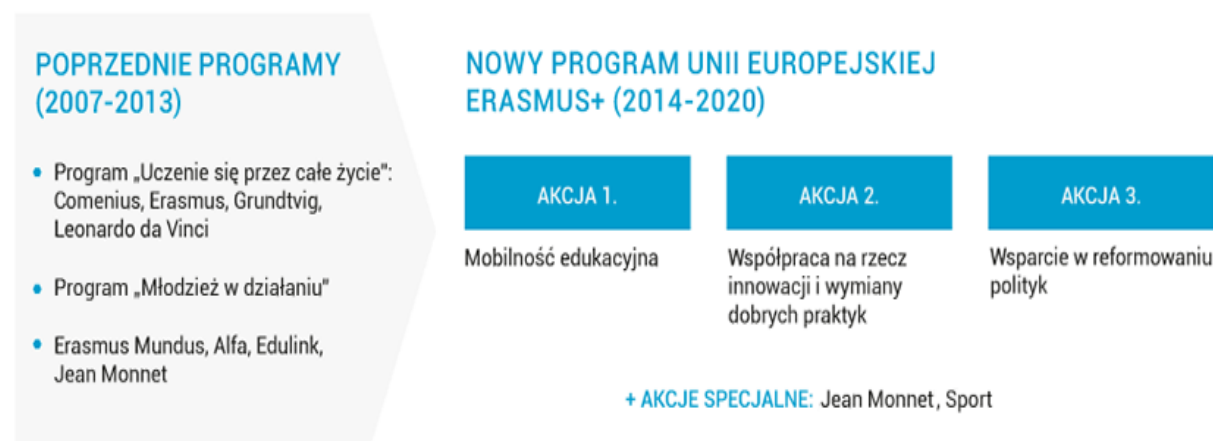 POPRZEDNIE PROGRAMY
(2007-2013)
• Program „Uczenie się przez całe życie”:
Comenius, Erasmus, Grundtvig,
Leonardo da Vinci
• Program „Młodzież w działaniu”
• Erasmus Mundus, Alfa, Edulink,
Jean Monnet
NOWY PROGRAM UNII EUROPEJSKIEJ
ERASMUS+ (2014-2020)
AKCJA 1.
Mobilność edukacyjna
AKCJA 2.
Współpraca na rzecz
innowacji i wymiany
dobrych praktyk
AKCJA 3.
Wsparcie w reformowaniu
polityk
+ AKCJE SPECJALNE: Jean Monnet, Sport